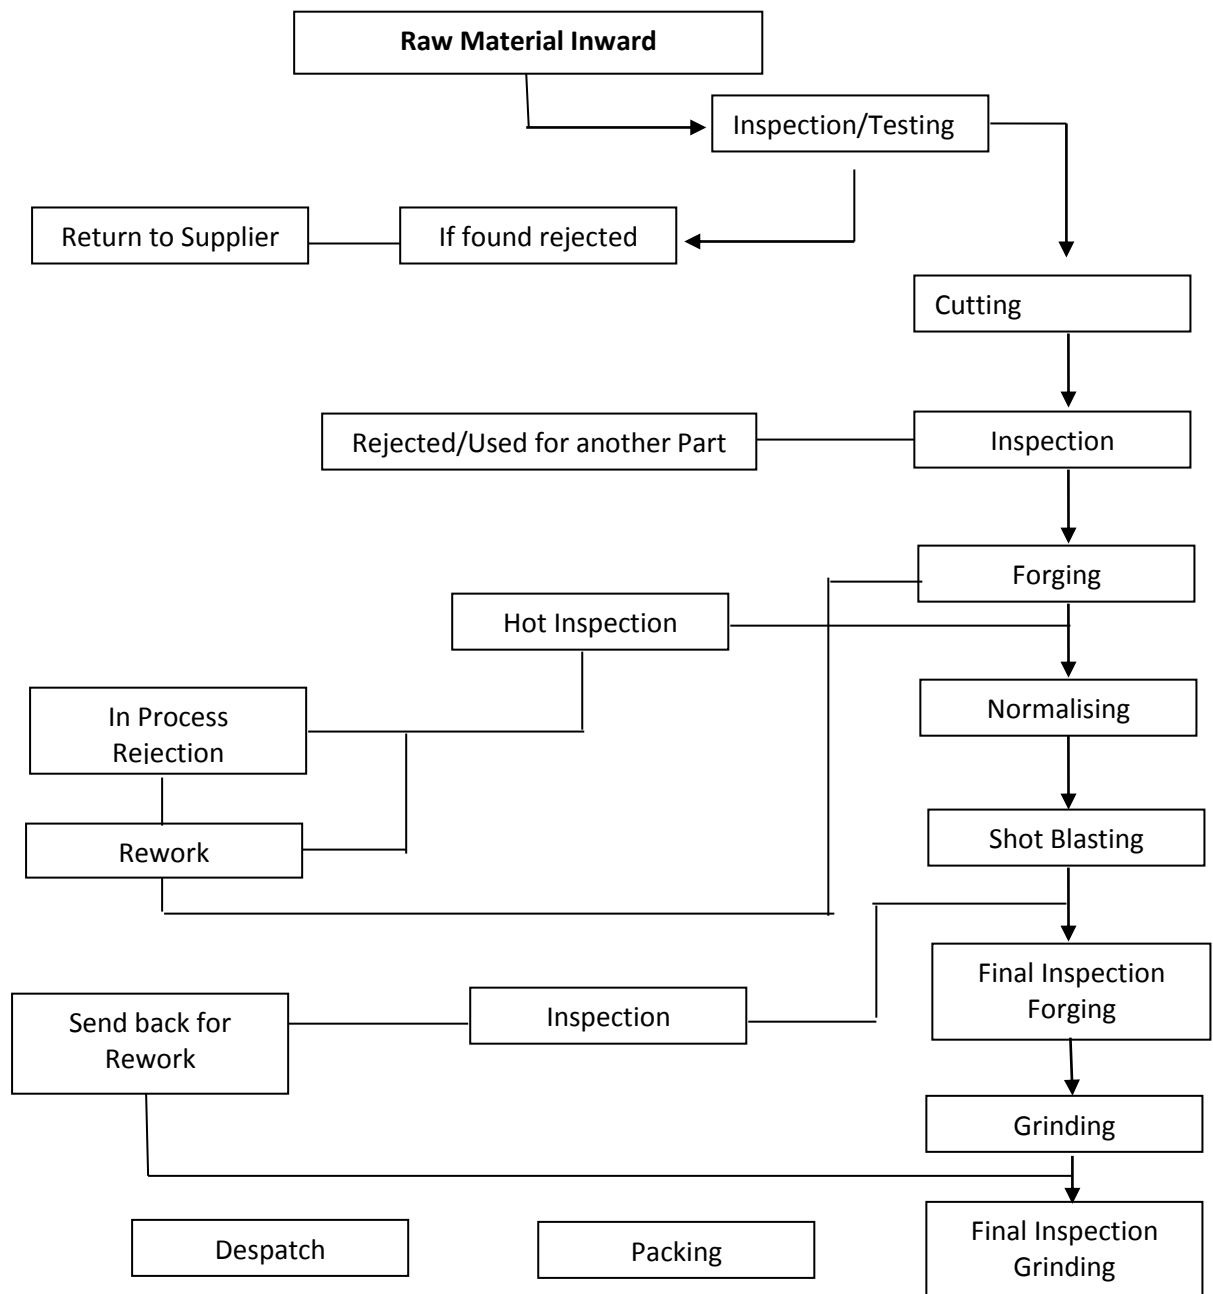 Raw Material Inward
Inspection/Testing
Return to Supplier
If found rejected
Cutting
Rejected/Used for another Part
Inspection
Forging
Hot Inspection
In Process
Rejection
Normalising
Rework
Shot Blasting
Final Inspection
Forging
Send back for
Rework
Inspection
Grinding
Despatch
Packing
Final Inspection
Grinding